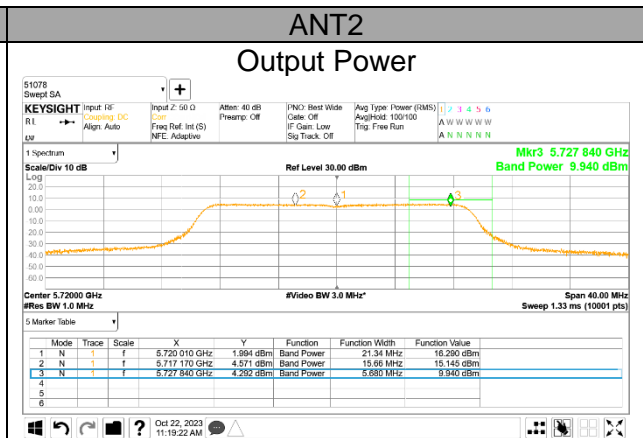 ANT2
Output Power
51078
Swept SA
+
KEYSIGHT Input: RF Input Z: 50 Ω Atten: 40 dB PNO: Best Wide Avg Type: Power (RMS) 1 2 3 4 5 6
RL Coupling: DC Corr Preamp: Off Gate: Off Avg|Hold: 100/100 A W W W W W
Align: Auto Freq Ref: Int (S) IF Gain: Low Trig: Free Run
NFE: Adaptive Sig Track: Off A N N N N N
1 Spectrum
Mkr3 5.727 840 GHz
Scale/Div 10 dB Ref Level 30.00 dBm Band Power 9.940 dBm
Log
20.0
10.0
0.00
10.0
20.0
30.0
40.0
50.0
60.0
2 1 3
Center 5.72000 GHz #Video BW 3.0 MHz* Span 40.00 MHz
#Res BW 1.0 MHz Sweep 1.33 ms (10001 pts)
5 Marker Table
Mode Trace Scale X Y Function Function Width Function Value
1 N 1 f 5.720 010 GHz 1.994 dBm Band Power 21.34 MHz 16.290 dBm
2 N 1 f 5.717 170 GHz 4.571 dBm Band Power 15.66 MHz 15.145 dBm
3 N 1 f 5.727 840 GHz 4.292 dBm Band Power 5.680 MHz 9.940 dBm
4
5
6
? Oct 22, 2023
11:19:22 AM